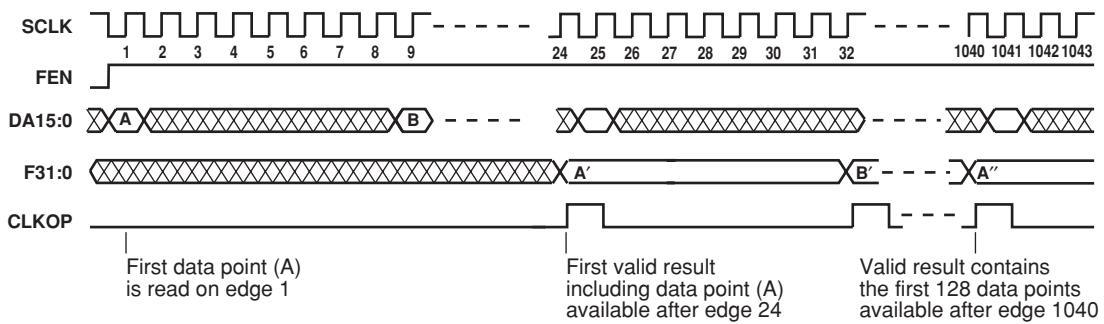 SCLK
1 2 3 4 5 6 7 8 9 24 25 26 27 28 29 30 31 32 1040 1041 1042 1043
FEN
DA15:0 A B
F31:0 A′ B′ A″
CLKOP
First data point (A)
is read on edge 1
First valid result
including data point (A)
available after edge 24
Valid result contains
the first 128 data points
available after edge 1040